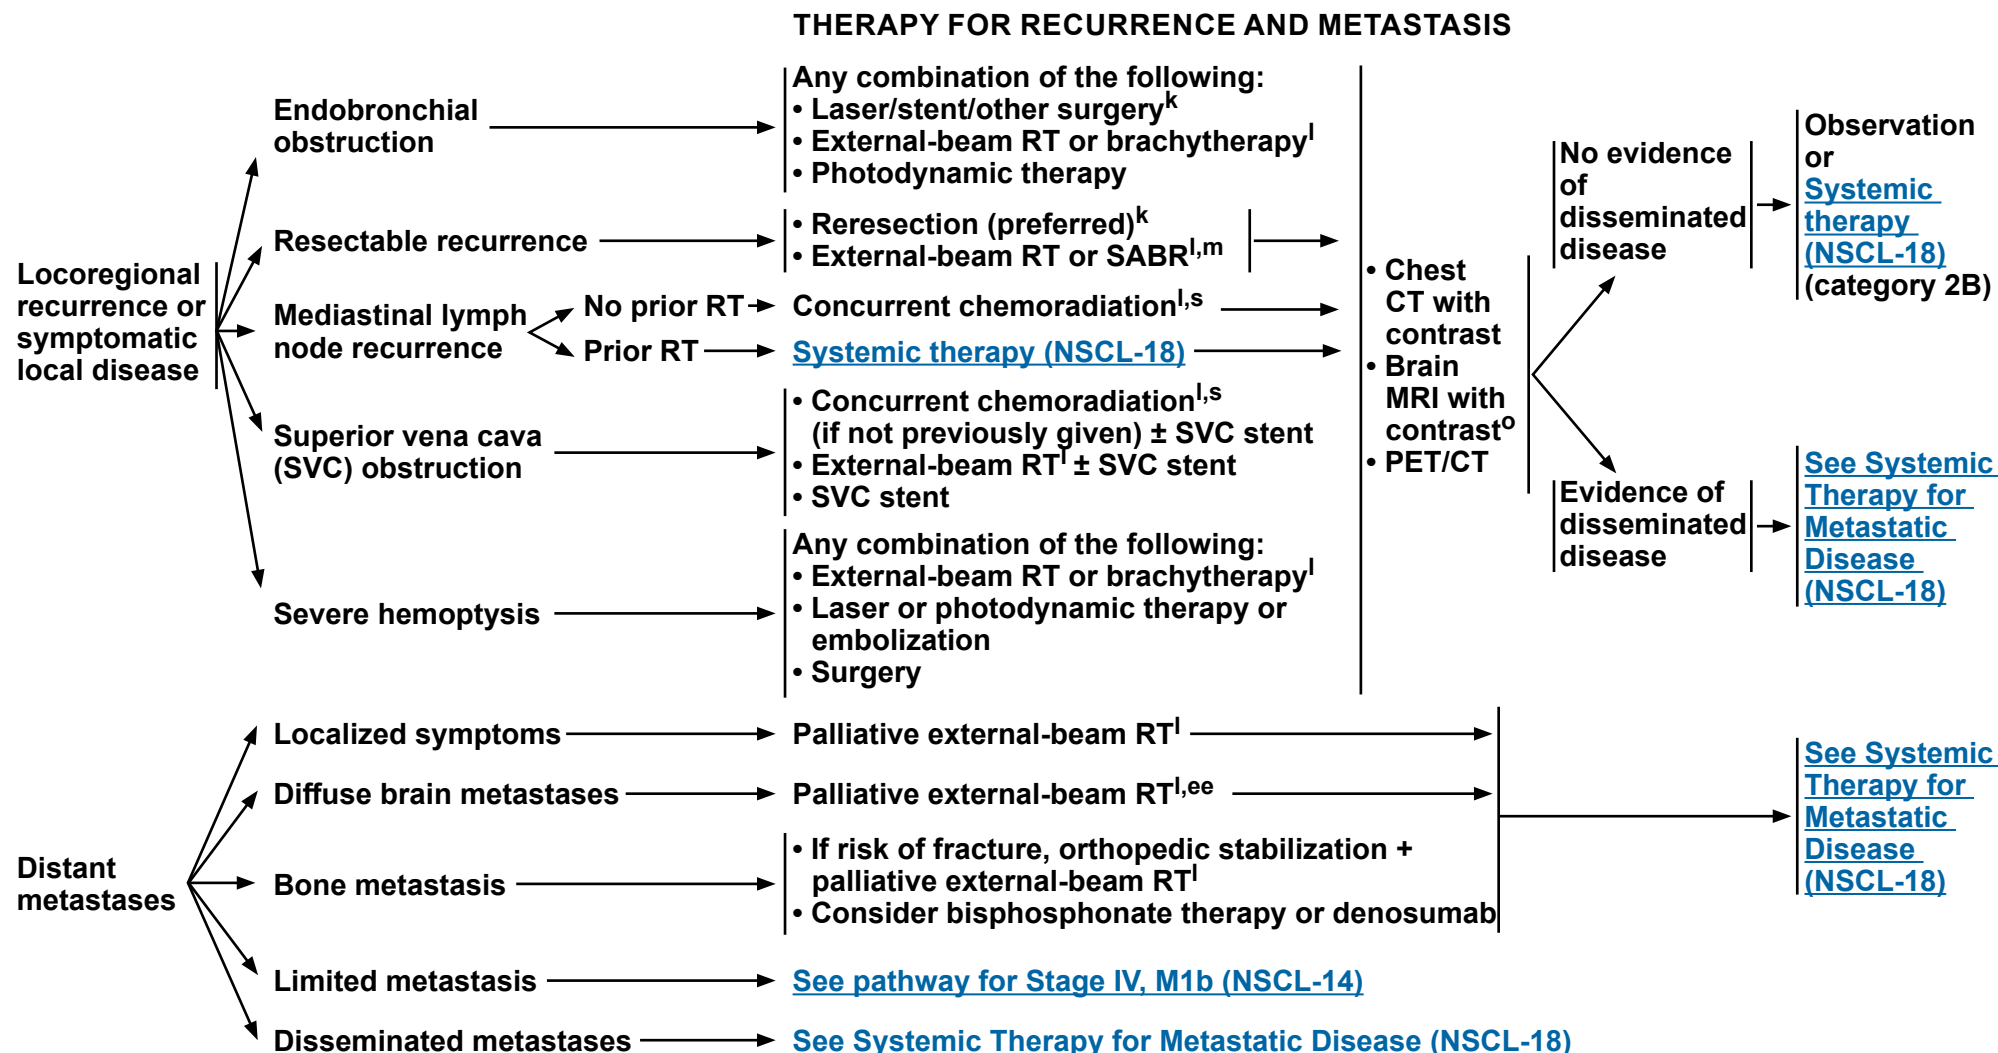 THERAPY FOR RECURRENCE AND METASTASIS
Locoregional
recurrence or
symptomatic
local disease
Endobronchial
obstruction
Any combination of the following:
• Laser/stent/other surgeryᵏ
• External-beam RT or brachytherapyˡ
• Photodynamic therapy
Resectable recurrence
• Reresection (preferred)ᵏ
• External-beam RT or SABRˡ,ᵐ
Mediastinal lymph
node recurrence
No prior RT
Concurrent chemoradiationˡ,ˢ
Prior RT
Systemic therapy (NSCL-18)
Superior vena cava
(SVC) obstruction
• Concurrent chemoradiationˡ,ˢ
(if not previously given) ± SVC stent
• External-beam RTˡ ± SVC stent
• SVC stent
Severe hemoptysis
Any combination of the following:
• External-beam RT or brachytherapyˡ
• Laser or photodynamic therapy or
embolization
• Surgery
• Chest
CT with
contrast
• Brain
MRI with
contrastᵒ
• PET/CT
No evidence
of
disseminated
disease
Observation
or
Systemic
therapy
(NSCL-18)
(category 2B)
Evidence of
disseminated
disease
See Systemic
Therapy for
Metastatic
Disease
(NSCL-18)
Distant
metastases
Localized symptoms
Palliative external-beam RTˡ
Diffuse brain metastases
Palliative external-beam RTˡ,ᵉᵉ
Bone metastasis
• If risk of fracture, orthopedic stabilization +
palliative external-beam RTˡ
• Consider bisphosphonate therapy or denosumab
See Systemic
Therapy for
Metastatic
Disease
(NSCL-18)
Limited metastasis
See pathway for Stage IV, M1b (NSCL-14)
Disseminated metastases
See Systemic Therapy for Metastatic Disease (NSCL-18)